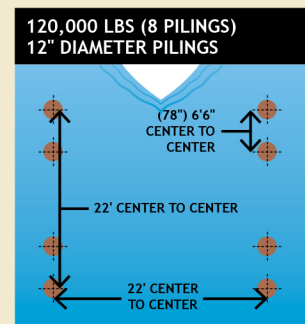 120,000 LBS (8 PILINGS)
12" DIAMETER PILINGS
(78") 6'6"
CENTER TO
CENTER
22' CENTER TO CENTER
22' CENTER
TO CENTER